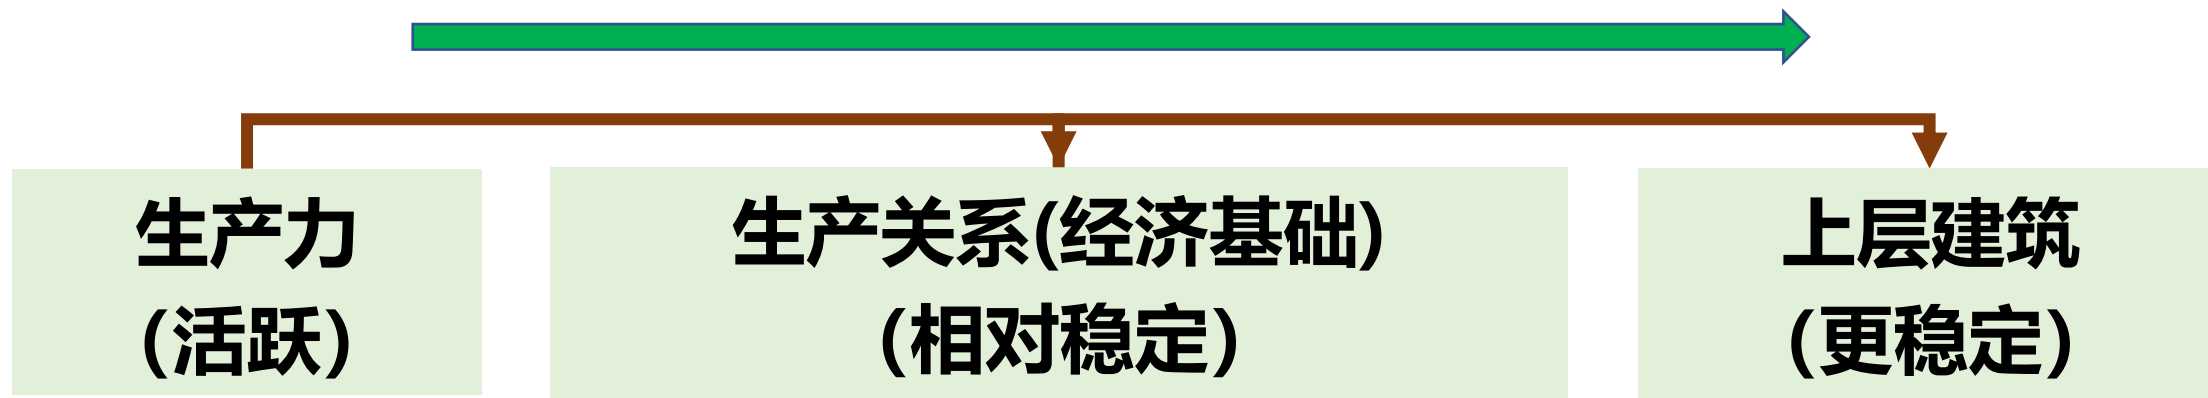 生产力
(活跃)
生产关系(经济基础)
(相对稳定)
上层建筑
(更稳定)